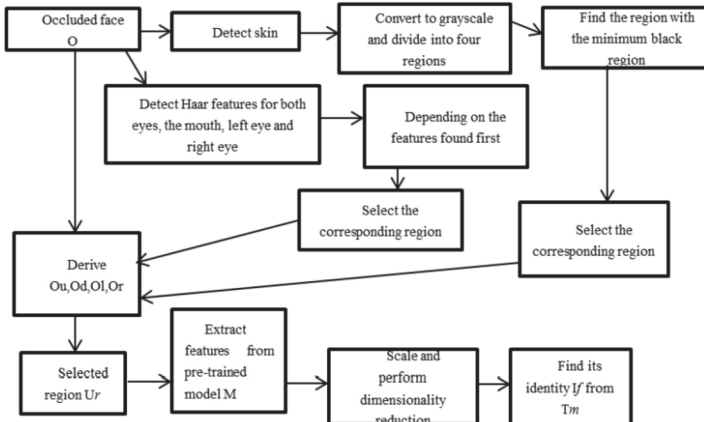 Occluded face
O
Detect skin
Convert to grayscale
and divide into four
regions
Find the region with
the minimum black
region
Detect Haar features for both
eyes, the mouth, left eye and
right eye
Depending on the
features found first
Select the
corresponding region
Select the
corresponding region
Derive
Ou,Od,Ol,Or
Selected
region Ur
Extract
features from
pre-trained
model M
Scale and
perform
dimensionality
reduction
Find its
identity If from
Tm